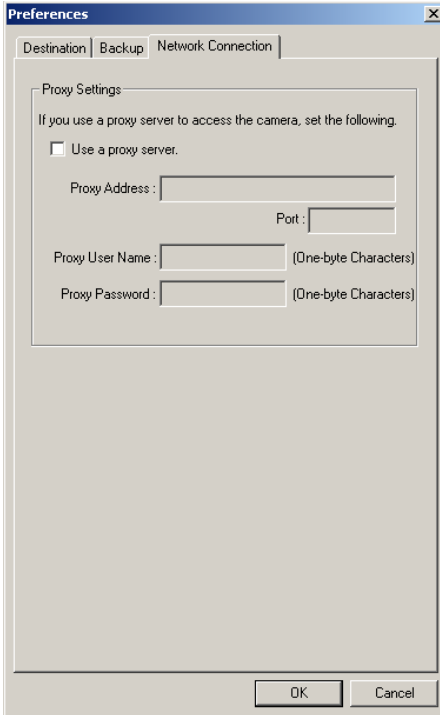 Preferences
Destination Backup Network Connection
Proxy Settings
If you use a proxy server to access the camera, set the following.
Use a proxy server.
Proxy Address :
Port :
Proxy User Name : (One-byte Characters)
Proxy Password : (One-byte Characters)
OK Cancel